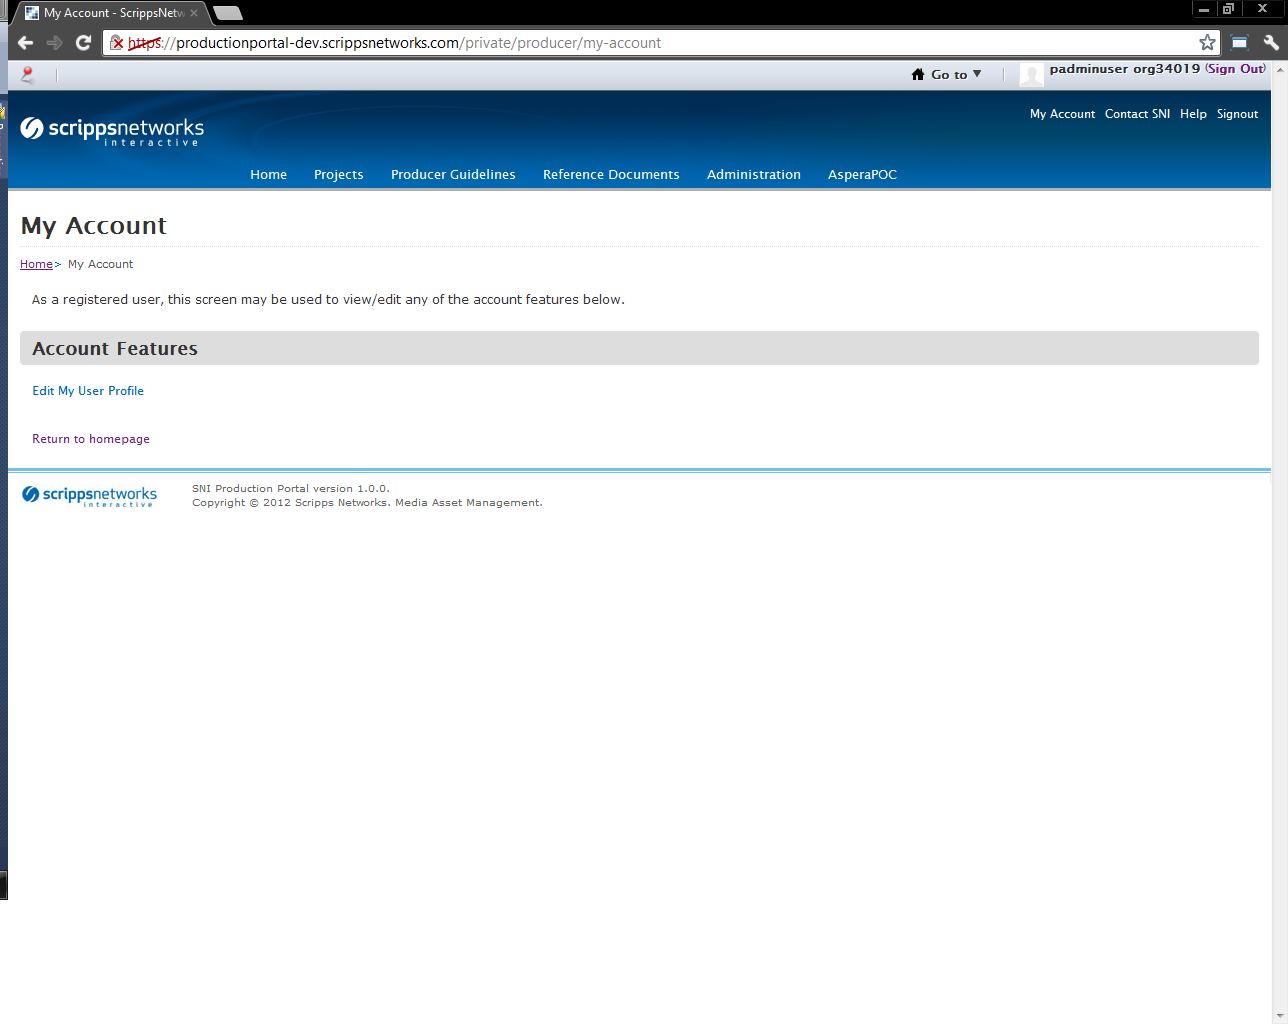 My Account - ScrippsNetw
https://productionportal-dev.scrippsnetworks.com/private/producer/my-account
Go to
padminuser org34019 (Sign Out)
scrippsnetworks
interactive
My Account Contact SNI Help Signout
Home Projects Producer Guidelines Reference Documents Administration AsperaPOC
My Account
Home> My Account
As a registered user, this screen may be used to view/edit any of the account features below.
Account Features
Edit My User Profile
Return to homepage
scrippsnetworks
interactive
SNI Production Portal version 1.0.0.
Copyright © 2012 Scripps Networks. Media Asset Management.